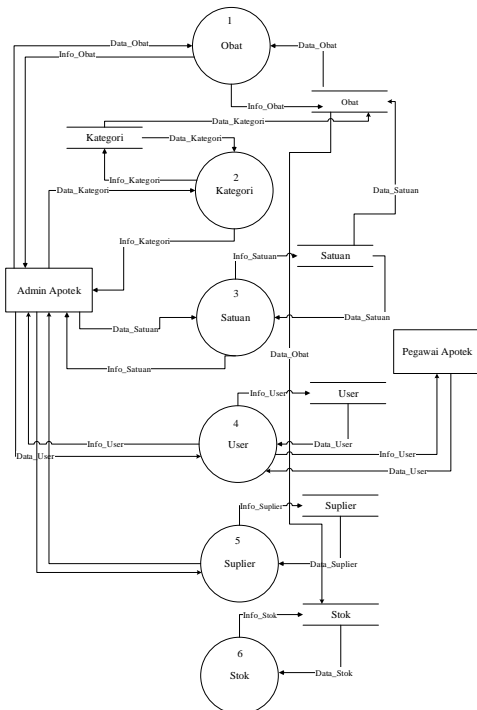 1
Obat
Data_Obat
Info_Obat
Data_Obat
Info_Obat
Obat
Data_Kategori
Kategori
Data_Kategori
Info_Kategori
2
Kategori
Data_Kategori
Data_Satuan
Info_Kategori
Info_Satuan
Satuan
Admin Apotek
3
Satuan
Data_Satuan
Data_Satuan
Data_Obat
Info_Satuan
Pegawai Apotek
Info_User
User
4
User
Info_User
Data_User
Data_User
Info_User
Data_User
Info_Suplier
Suplier
5
Suplier
Data_Suplier
Info_Stok
Stok
6
Stok
Data_Stok